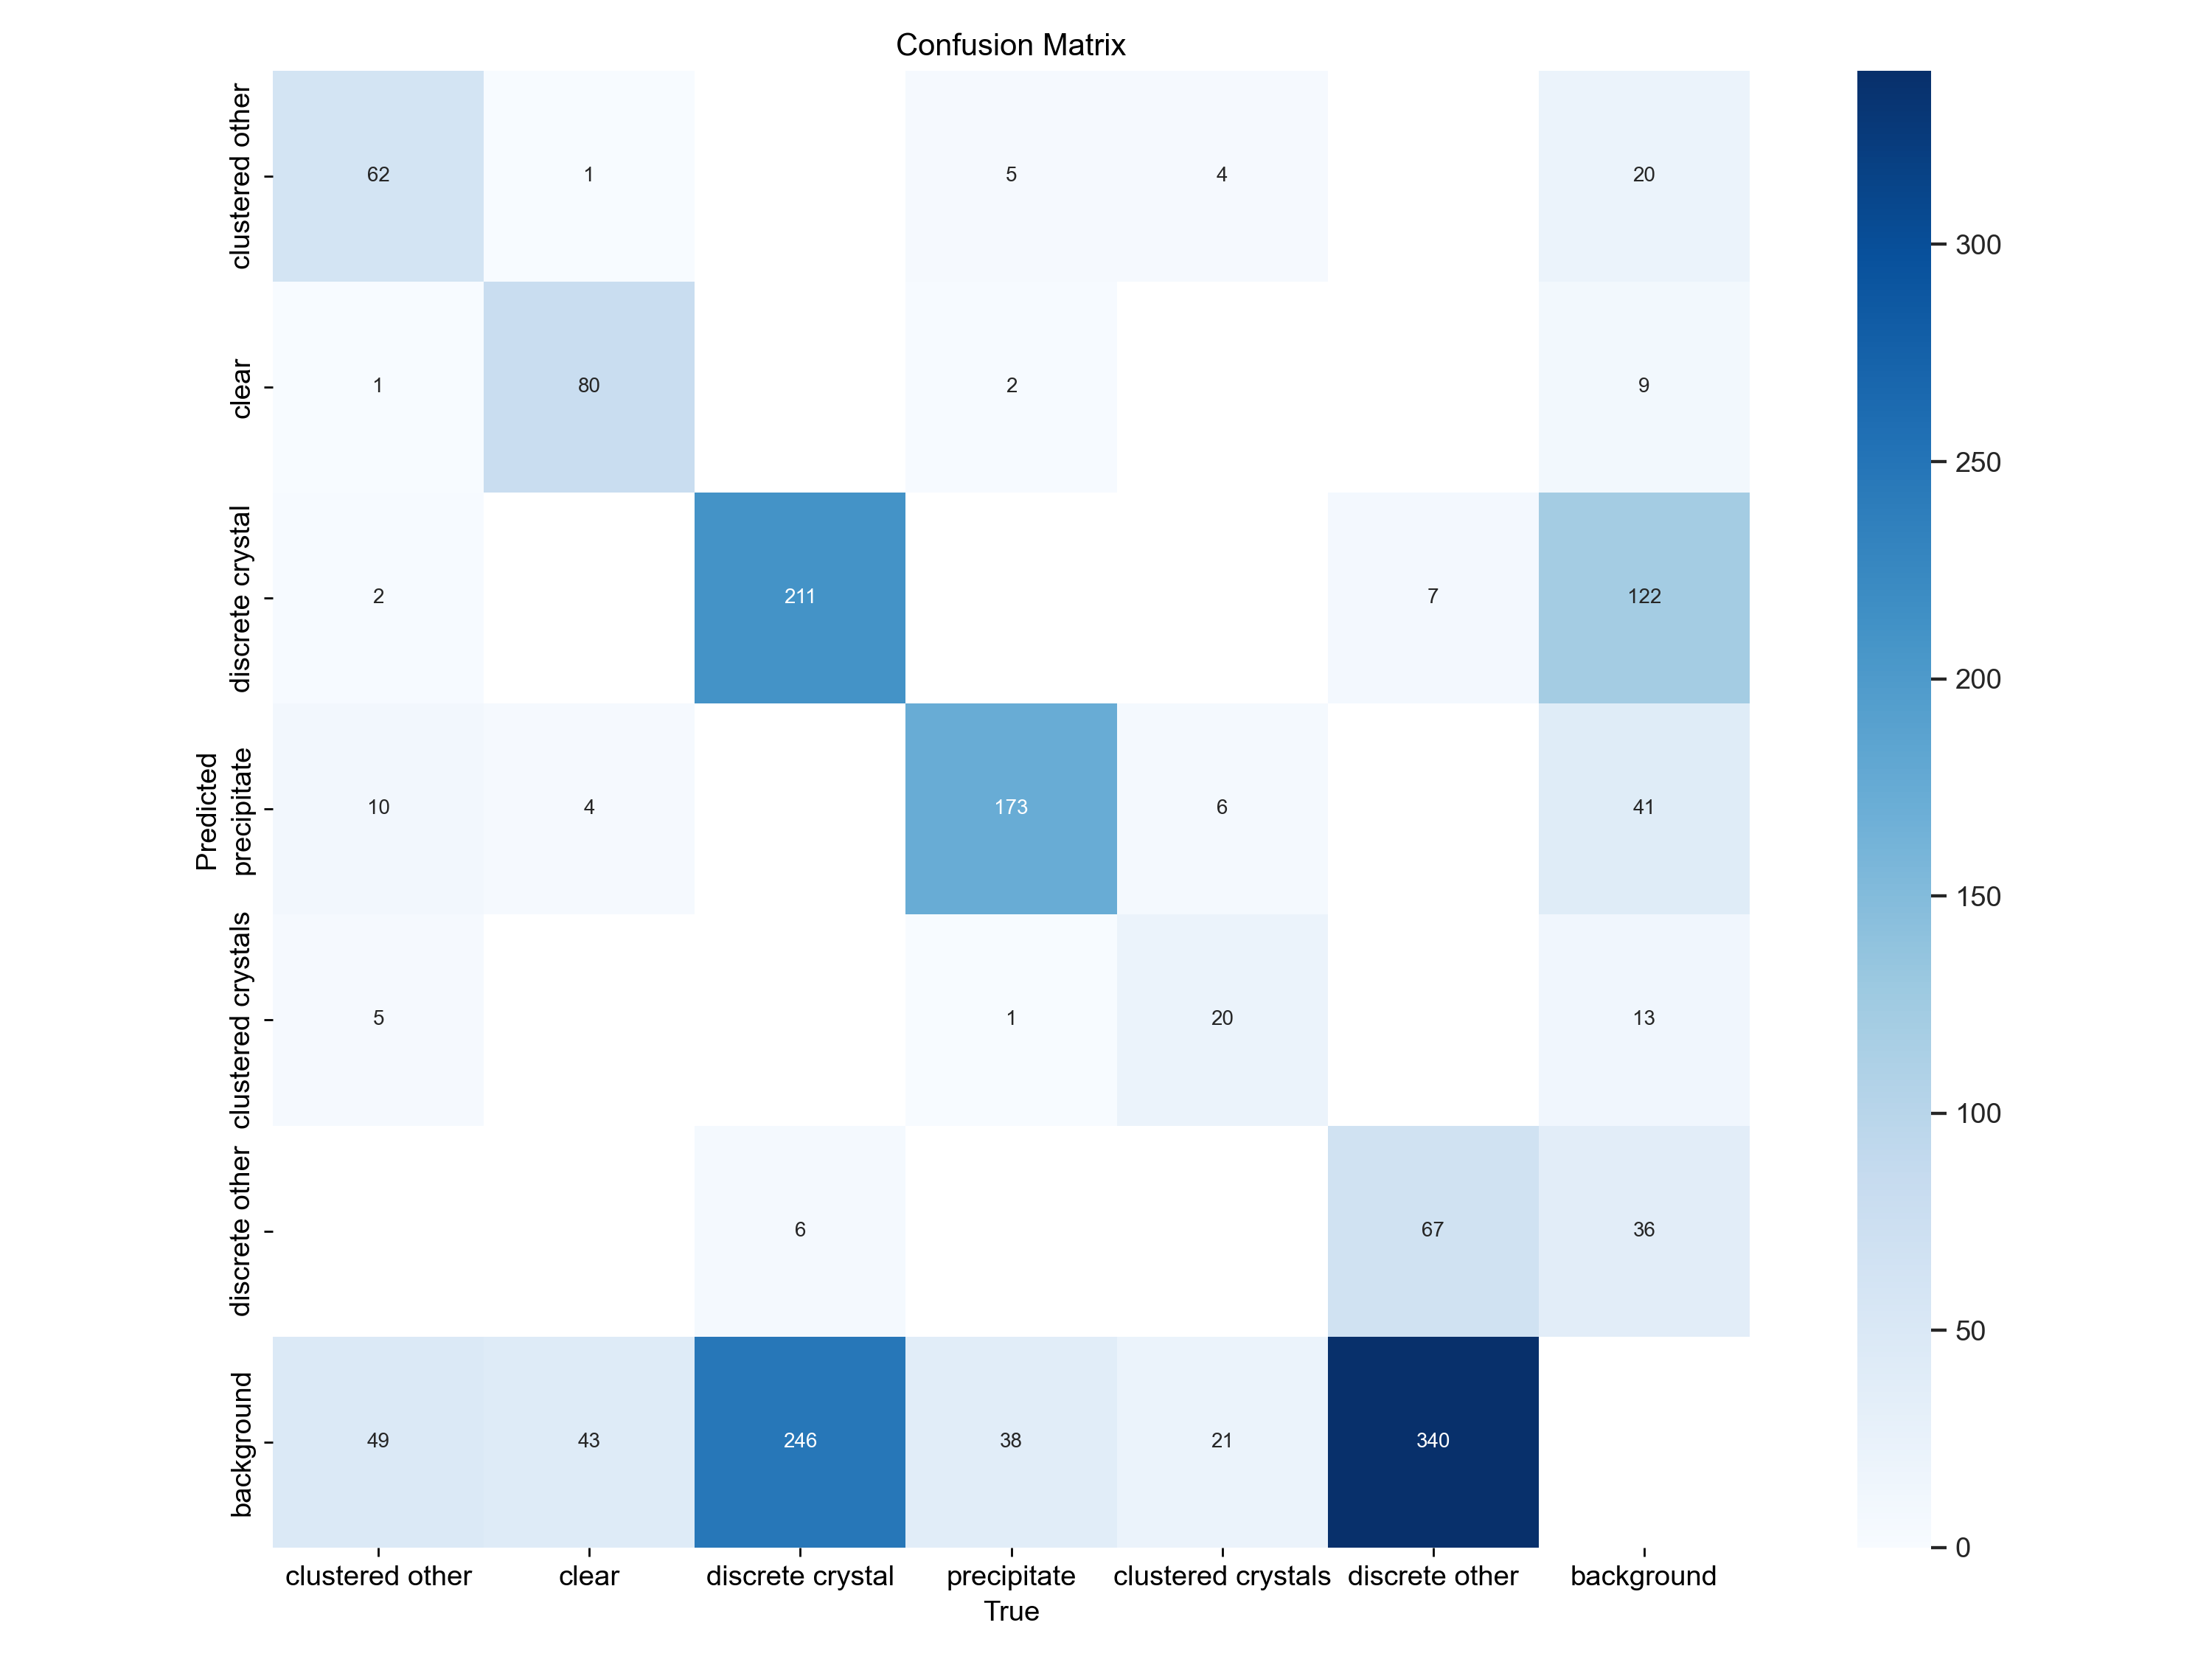 Confusion Matrix
clustered other
62 1 5 4 20
300
clear
1 80 2 9
250
discrete crystal
2 211 7 122
200
Predicted
precipitate
10 4 173 6 41
150
clustered crystals
5 1 20 13
100
discrete other
6 67 36
50
background
49 43 246 38 21 340
0
clustered other clear discrete crystal precipitate clustered crystals discrete other background
True